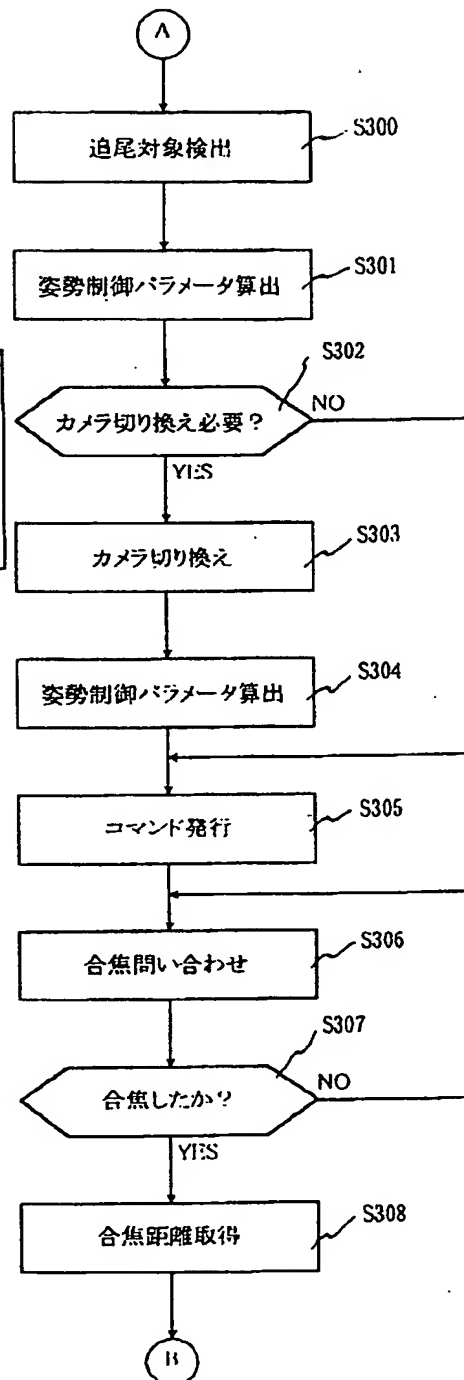 A
追尾対象検出
S300
姿勢制御パラメータ算出
S301
カメラ切り換え必要？
S302
NO
YES
カメラ切り換え
S303
姿勢制御パラメータ算出
S304
コマンド発行
S305
合焦問い合わせ
S306
合焦したか？
S307
NO
YES
合焦距離取得
S308
B